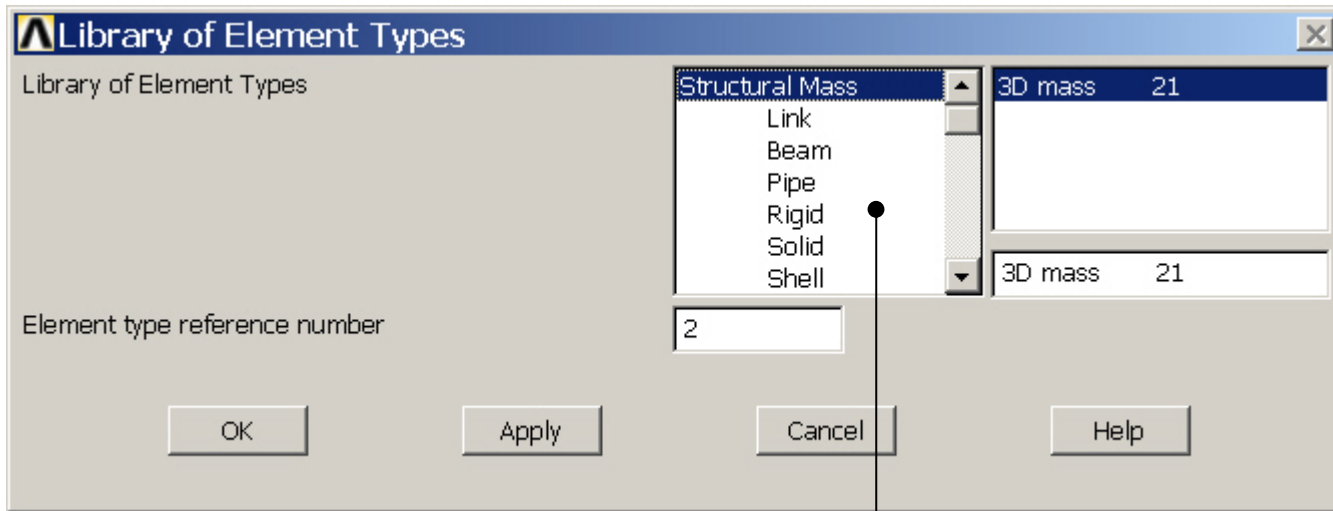 Library of Element Types
Library of Element Types
Structural Mass
Link
Beam
Pipe
Rigid
Solid
Shell
3D mass 21
3D mass 21
Element type reference number
2
OK
Apply
Cancel
Help